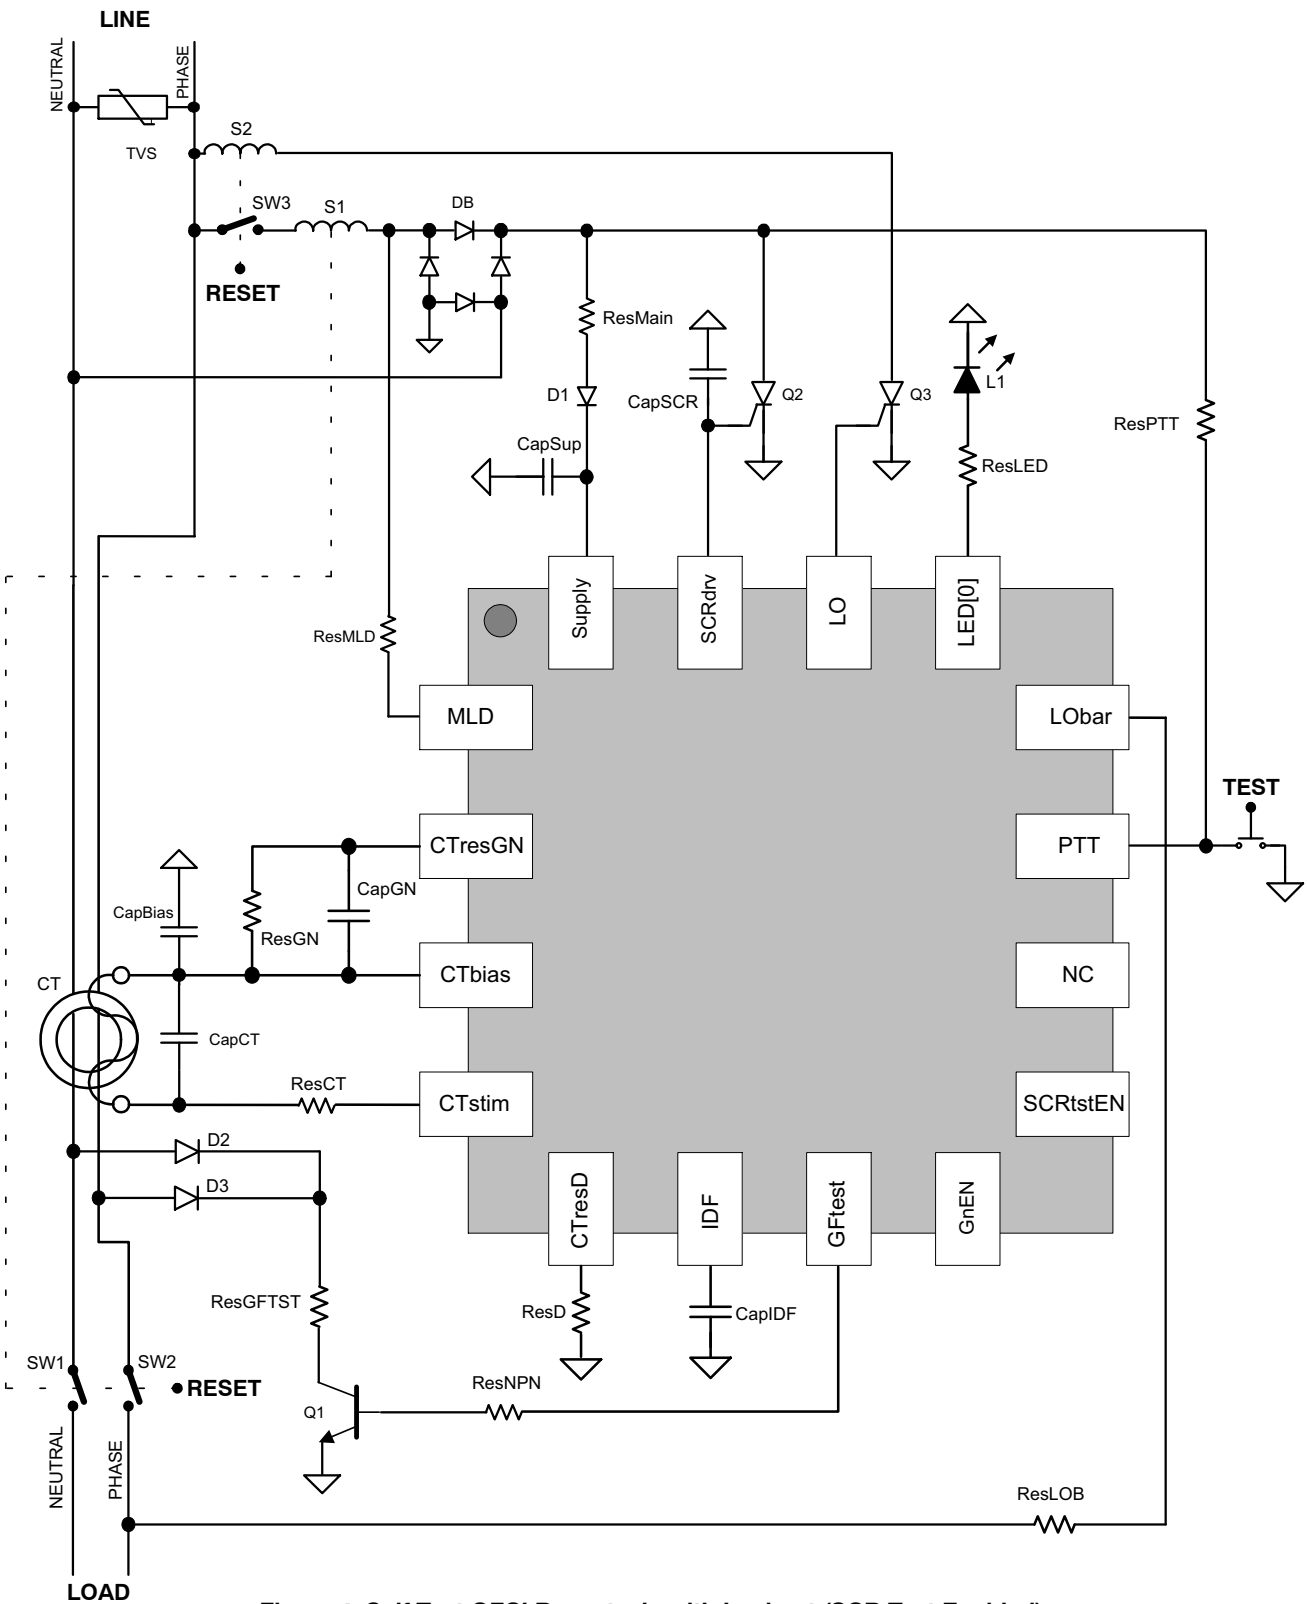 LINE
NEUTRAL
PHASE
TVS
S2
SW3
S1
DB
RESET
ResMain
D1
CapSCR
Q2
Q3
L1
CapSup
ResLED
ResPTT
Supply
SCRdrv
LO
LED[0]
ResMLD
MLD
LObar
TEST
CTresGN
PTT
CapGN
CapBias
ResGN
CT
CTbias
NC
CapCT
ResCT
CTstim
SCRtstEN
D2
D3
CTresD
IDF
GFtest
GnEN
ResGFTST
ResD
CapIDF
SW1
SW2
RESET
ResNPN
Q1
NEUTRAL
PHASE
ResLOB
LOAD